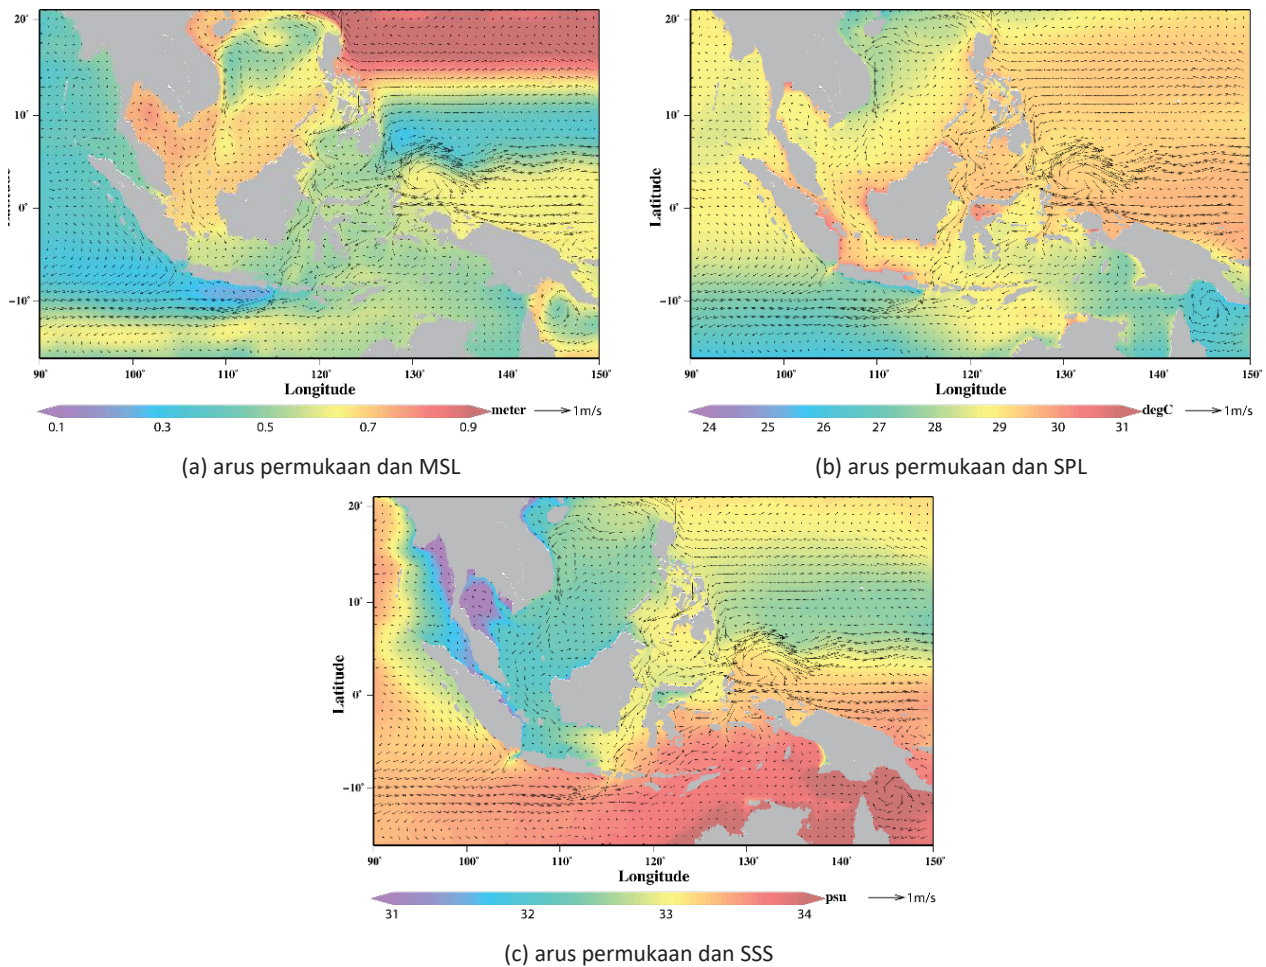 20˚
10˚
0˚
−10˚
90˚ 100˚ 110˚ 120˚ 130˚ 140˚ 150˚
Longitude
meter 1m/s
0.1 0.3 0.5 0.7 0.9
(a) arus permukaan dan MSL
20˚
10˚
Latitude
0˚
−10˚
90˚ 100˚ 110˚ 120˚ 130˚ 140˚ 150˚
Longitude
degC 1m/s
24 25 26 27 28 29 30 31
(b) arus permukaan dan SPL
20˚
10˚
Latitude
0˚
−10˚
90˚ 100˚ 110˚ 120˚ 130˚ 140˚ 150˚
Longitude
psu 1m/s
31 32 33 34
(c) arus permukaan dan SSS